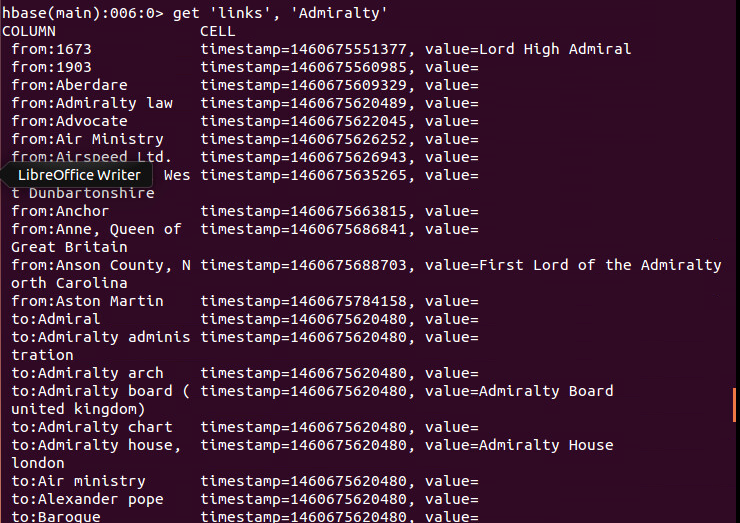 hbase(main):006:0> get 'links', 'Admiralty'
COLUMN                CELL
 from:1673            timestamp=1460675551377, value=Lord High Admiral
 from:1903            timestamp=1460675560985, value=
 from:Aberdare        timestamp=1460675609329, value=
 from:Admiralty law   timestamp=1460675620489, value=
 from:Advocate        timestamp=1460675622045, value=
 from:Air Ministry    timestamp=1460675626252, value=
 from:Airspeed Ltd.   timestamp=1460675626943, value=
LibreOffice Writer Wes timestamp=1460675635265, value=
t Dunbartonshire
 from:Anchor          timestamp=1460675663815, value=
 from:Anne, Queen of  timestamp=1460675686841, value=
Great Britain
 from:Anson County, N timestamp=1460675688703, value=First Lord of the Admiralty
orth Carolina
 from:Aston Martin    timestamp=1460675784158, value=
 to:Admiral           timestamp=1460675620480, value=
 to:Admiralty adminis timestamp=1460675620480, value=
tration
 to:Admiralty arch    timestamp=1460675620480, value=
 to:Admiralty board ( timestamp=1460675620480, value=Admiralty Board
united kingdom)
 to:Admiralty chart   timestamp=1460675620480, value=
 to:Admiralty house,  timestamp=1460675620480, value=Admiralty House
london
 to:Air ministry      timestamp=1460675620480, value=
 to:Alexander pope    timestamp=1460675620480, value=
 to:Baroque           timestamp=1460675620480, value=